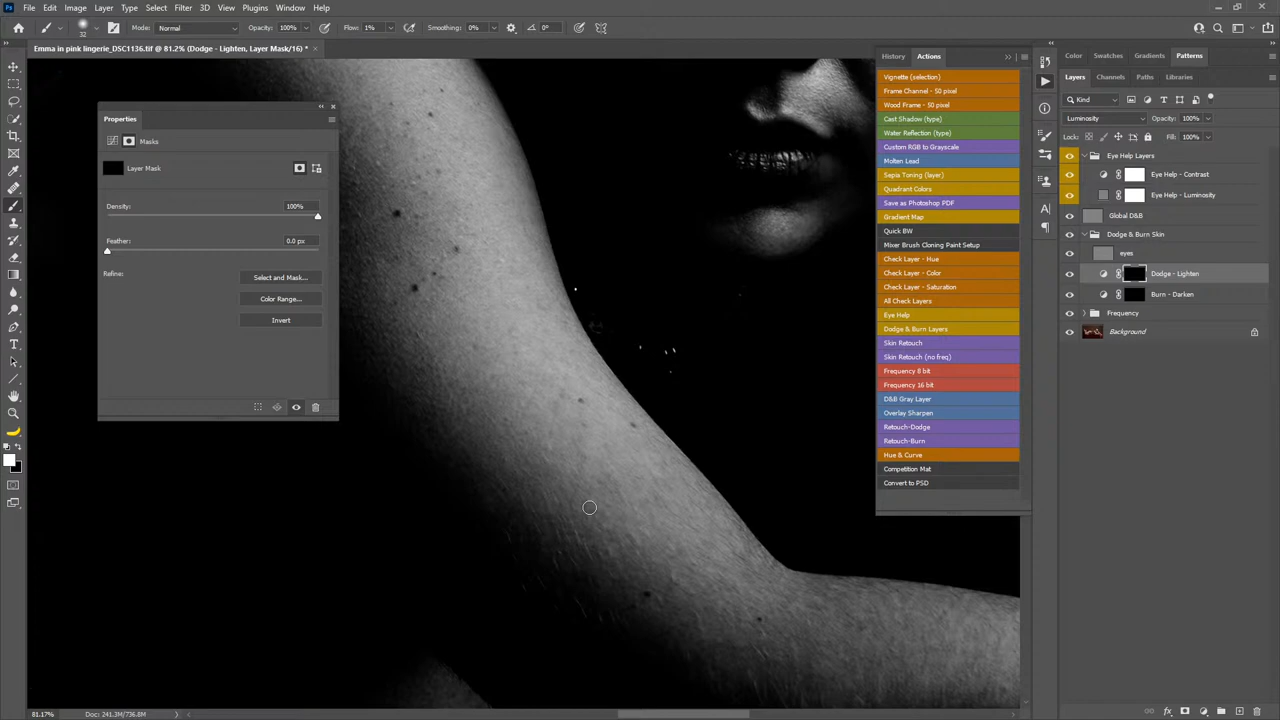 Ps File Edit Image Layer Type Select Filter 3D View Plugins Window Help
32 Mode: Normal Opacity: 100% Flow: 1% Smoothing: 0% 0°
Emma in pink lingerie_DSC1136.tif @ 81.2% (Dodge - Lighten, Layer Mask/16) * ×
Properties
Masks
Layer Mask
Density: 100%
Feather: 0.0 px
Refine:
Select and Mask...
Color Range...
Invert
History Actions
Vignette (selection)
Frame Channel - 50 pixel
Wood Frame - 50 pixel
Cast Shadow (type)
Water Reflection (type)
Custom RGB to Grayscale
Molten Lead
Sepia Toning (layer)
Quadrant Colors
Save as Photoshop PDF
Gradient Map
Quick BW
Mixer Brush Cloning Paint Setup
Check Layer - Hue
Check Layer - Color
Check Layer - Saturation
All Check Layers
Eye Help
Dodge & Burn Layers
Skin Retouch
Skin Retouch (no freq)
Frequency 8 bit
Frequency 16 bit
D&B Gray Layer
Overlay Sharpen
Retouch-Dodge
Retouch-Burn
Hue & Curve
Competition Mat
Convert to PSD
Color Swatches Gradients Patterns
Layers Channels Paths Libraries
Kind
Luminosity Opacity: 100%
Lock: Fill: 100%
Eye Help Layers
Eye Help - Contrast
Eye Help - Luminosity
Global D&B
Dodge & Burn Skin
eyes
Dodge - Lighten
Burn - Darken
Frequency
Background
81.17% Doc: 241.3M/736.8M